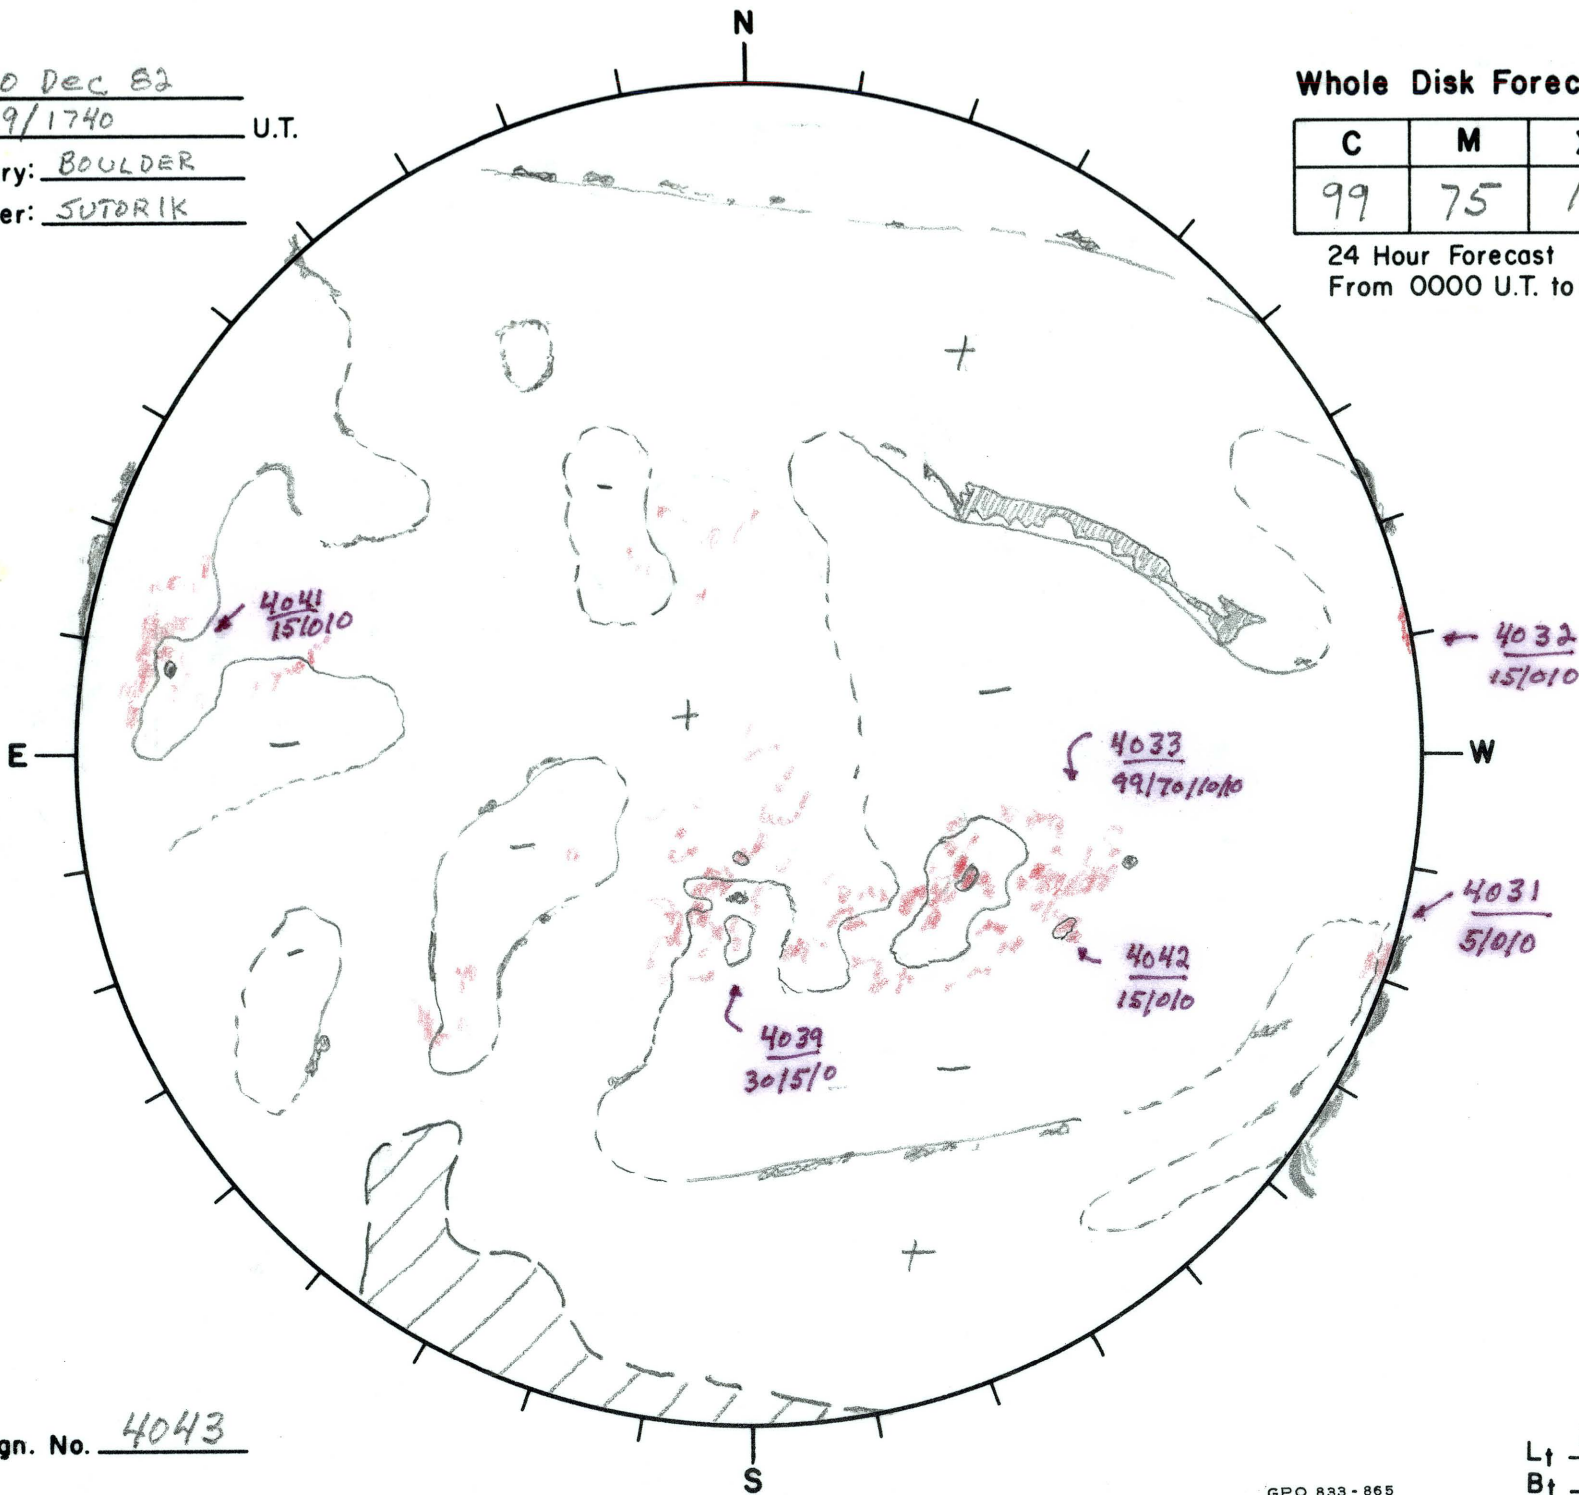 N
0 Dec 82
9/1740 U.T.
ry: BOULDER
er: SUTORIK
Whole Disk Forec
C M
99 75
24 Hour Forecast
From 0000 U.T. to
+
-
4041
15/0/0
4032
15/0/0
-
+
E
-
W
4033
99/70/10/10
-
4031
5/0/0
-
4042
15/0/0
4039
30/5/0
-
+
gn. No. 4043
S
GPO 833-865
Lt
Bt